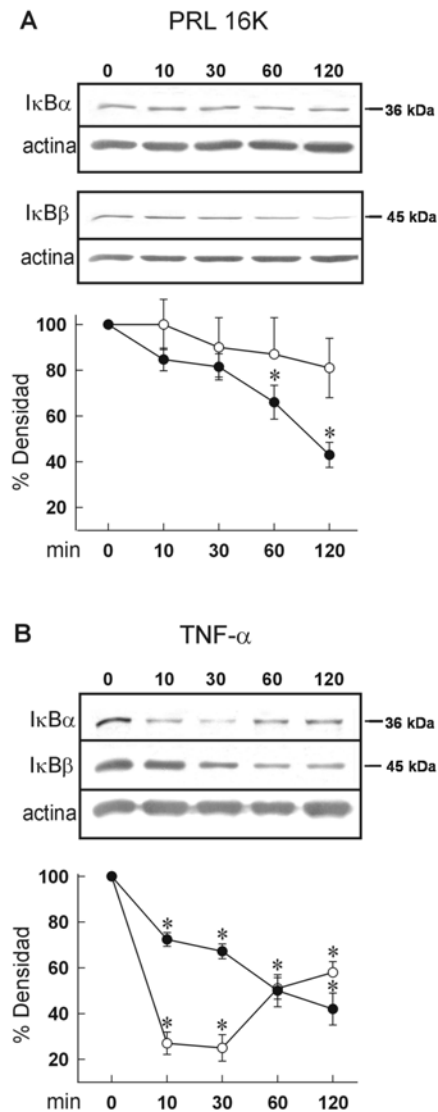 A PRL 16K
0 10 30 60 120
IκBα 36 kDa
actina
IκBβ 45 kDa
actina
100
80
60
40
20
% Densidad
* *
min 0 10 30 60 120
B TNF-α
0 10 30 60 120
IκBα 36 kDa
IκBβ 45 kDa
actina
100
80
60
40
20
% Densidad
* * * * * * *
min 0 10 30 60 120